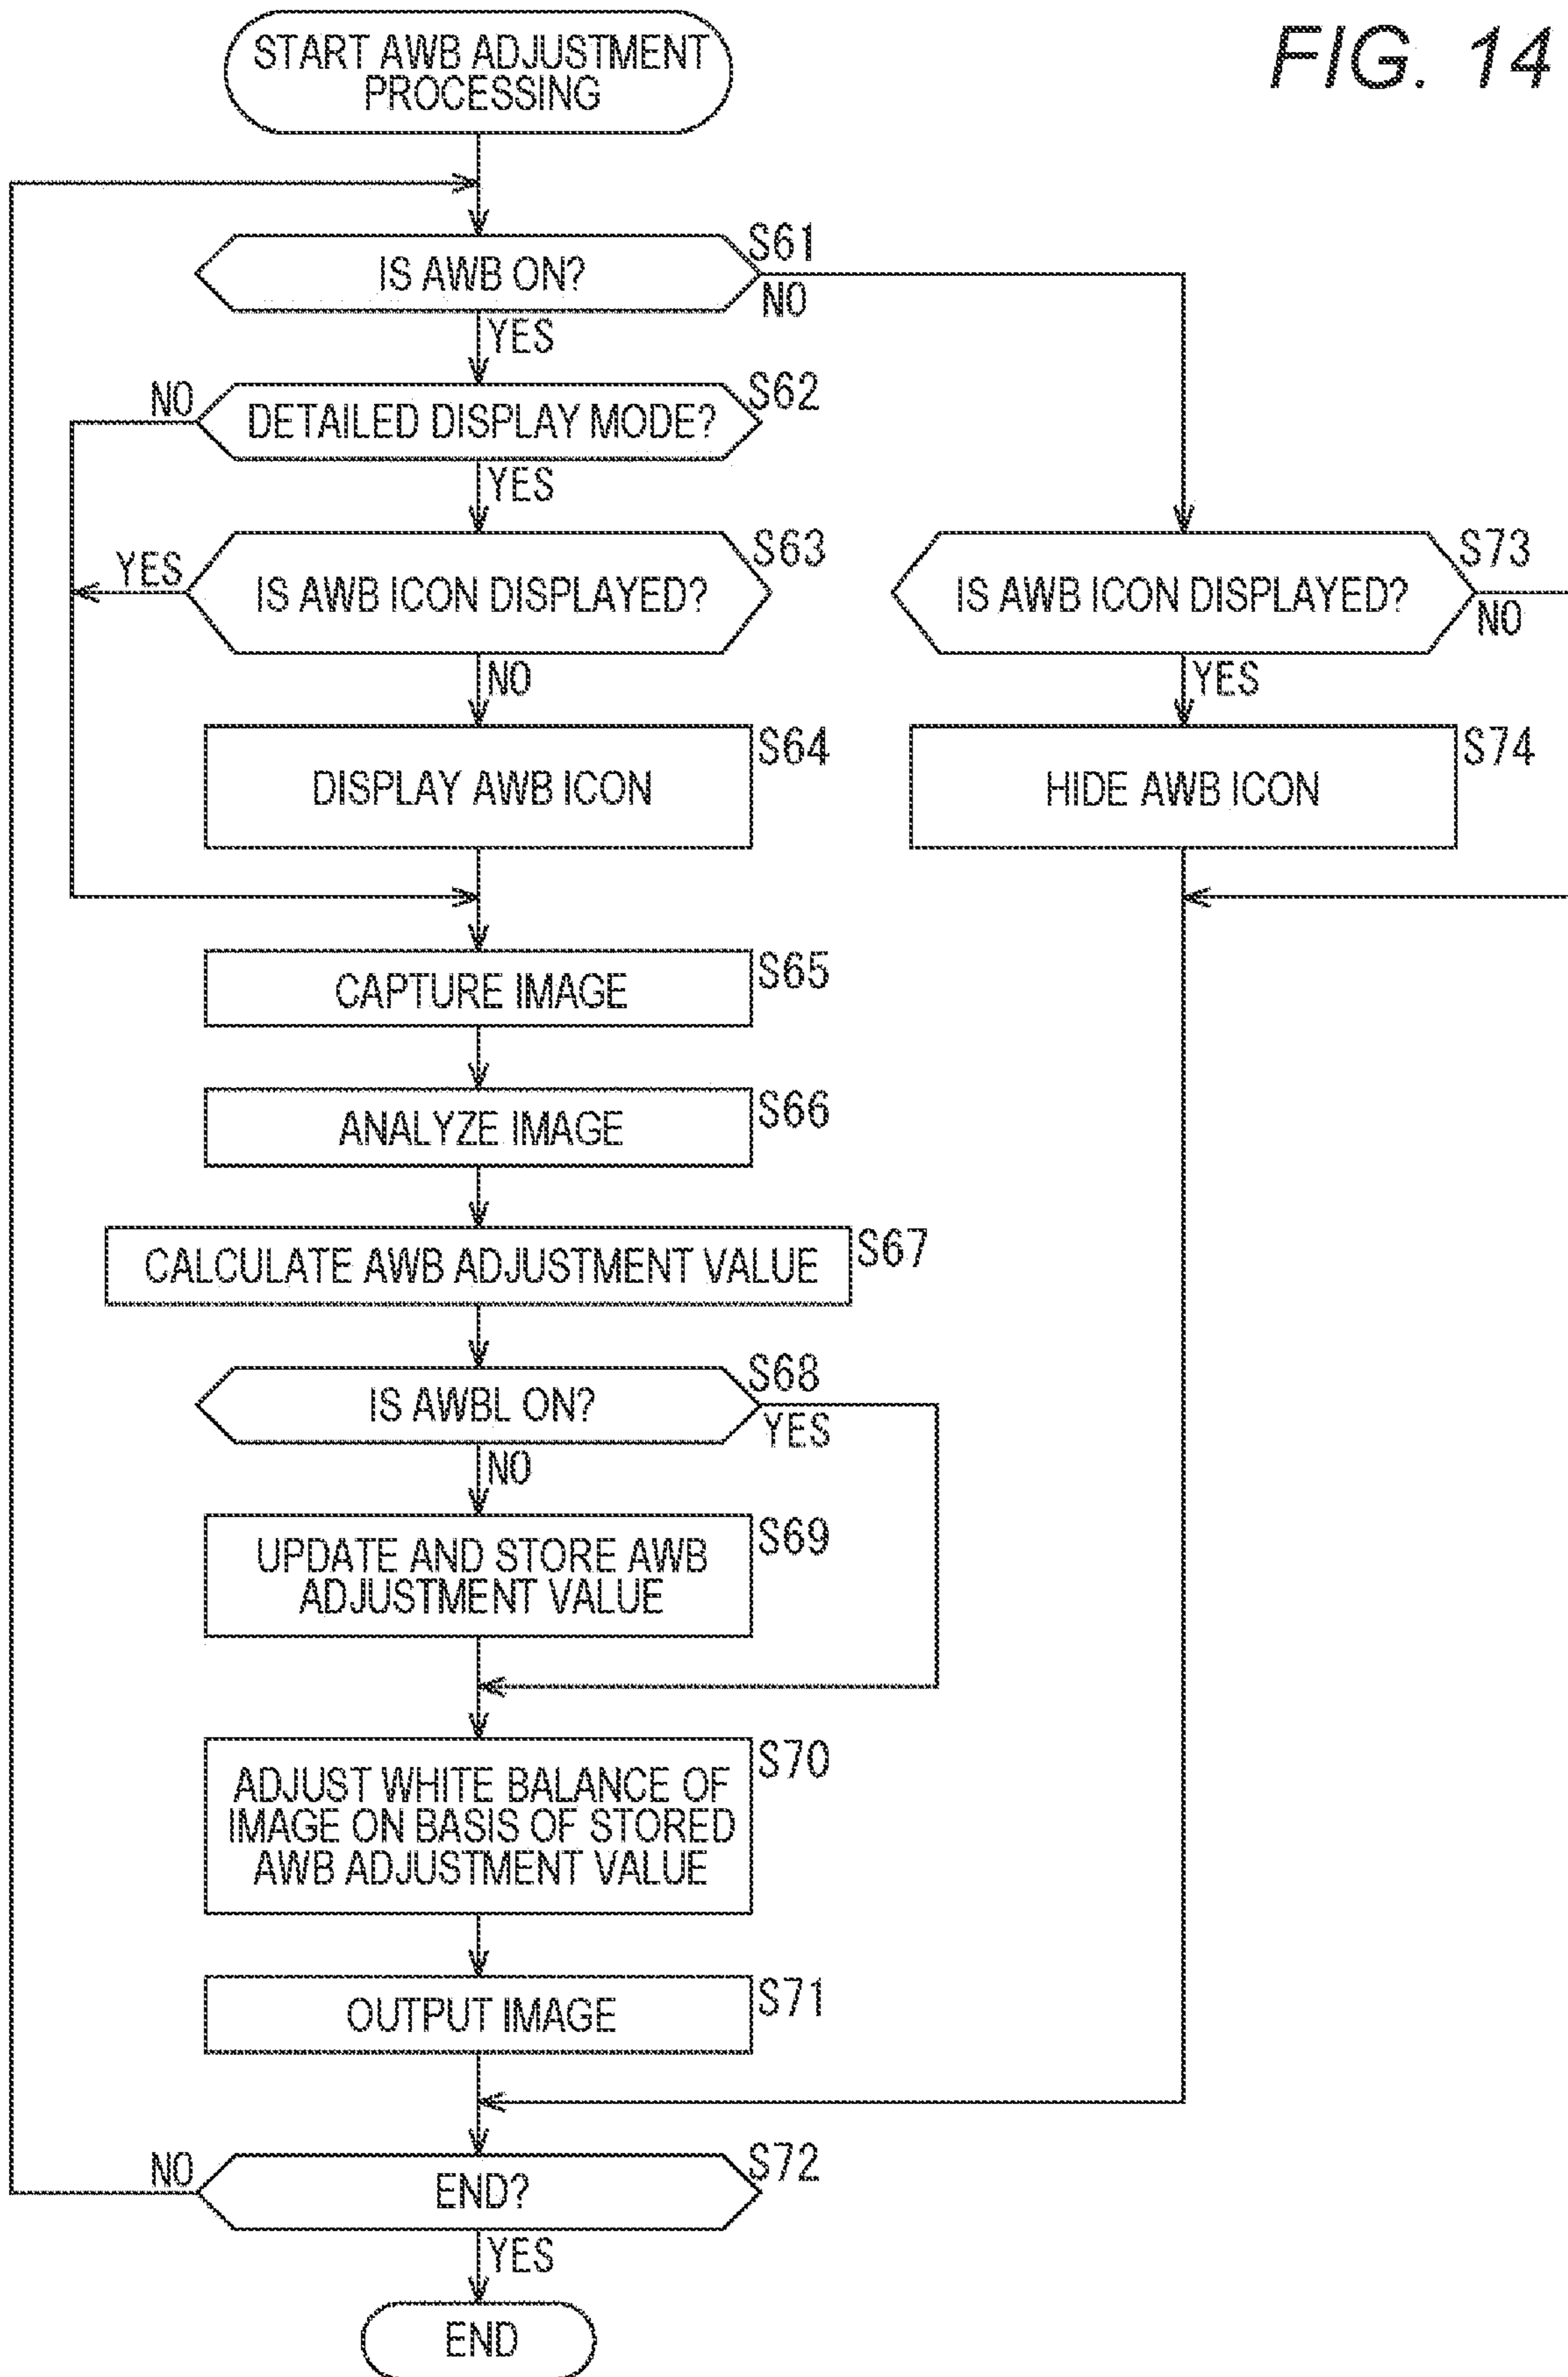 FIG. 14
START AWB ADJUSTMENT
PROCESSING
S61
IS AWB ON?
NO
YES
S62
NO
DETAILED DISPLAY MODE?
YES
S63
YES
IS AWB ICON DISPLAYED?
NO
S73
IS AWB ICON DISPLAYED?
NO
YES
S64
DISPLAY AWB ICON
S74
HIDE AWB ICON
S65
CAPTURE IMAGE
S66
ANALYZE IMAGE
S67
CALCULATE AWB ADJUSTMENT VALUE
S68
IS AWBL ON?
YES
NO
S69
UPDATE AND STORE AWB
ADJUSTMENT VALUE
S70
ADJUST WHITE BALANCE OF
IMAGE ON BASIS OF STORED
AWB ADJUSTMENT VALUE
S71
OUTPUT IMAGE
S72
NO
END?
YES
END